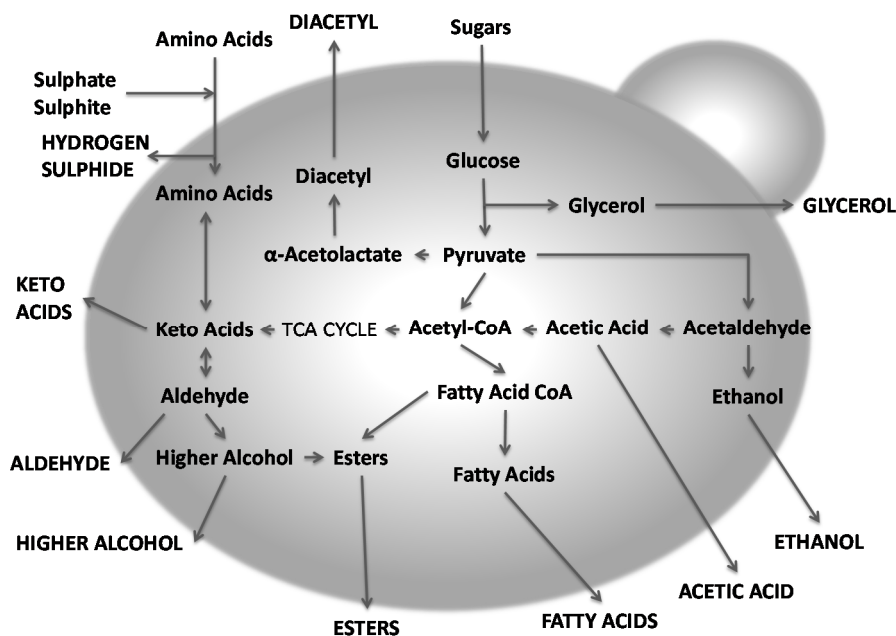 DIACETYL
Sugars
Amino Acids
Sulphate
Sulphite
HYDROGEN
SULPHIDE
Glucose
Diacetyl
Amino Acids
Glycerol
GLYCEROL
α-Acetolactate
Pyruvate
KETO
ACIDS
Keto Acids
TCA CYCLE
Acetyl-CoA
Acetic Acid
Acetaldehyde
Aldehyde
Fatty Acid CoA
Ethanol
ALDEHYDE
Higher Alcohol
Esters
Fatty Acids
HIGHER ALCOHOL
ETHANOL
ACETIC ACID
FATTY ACIDS
ESTERS